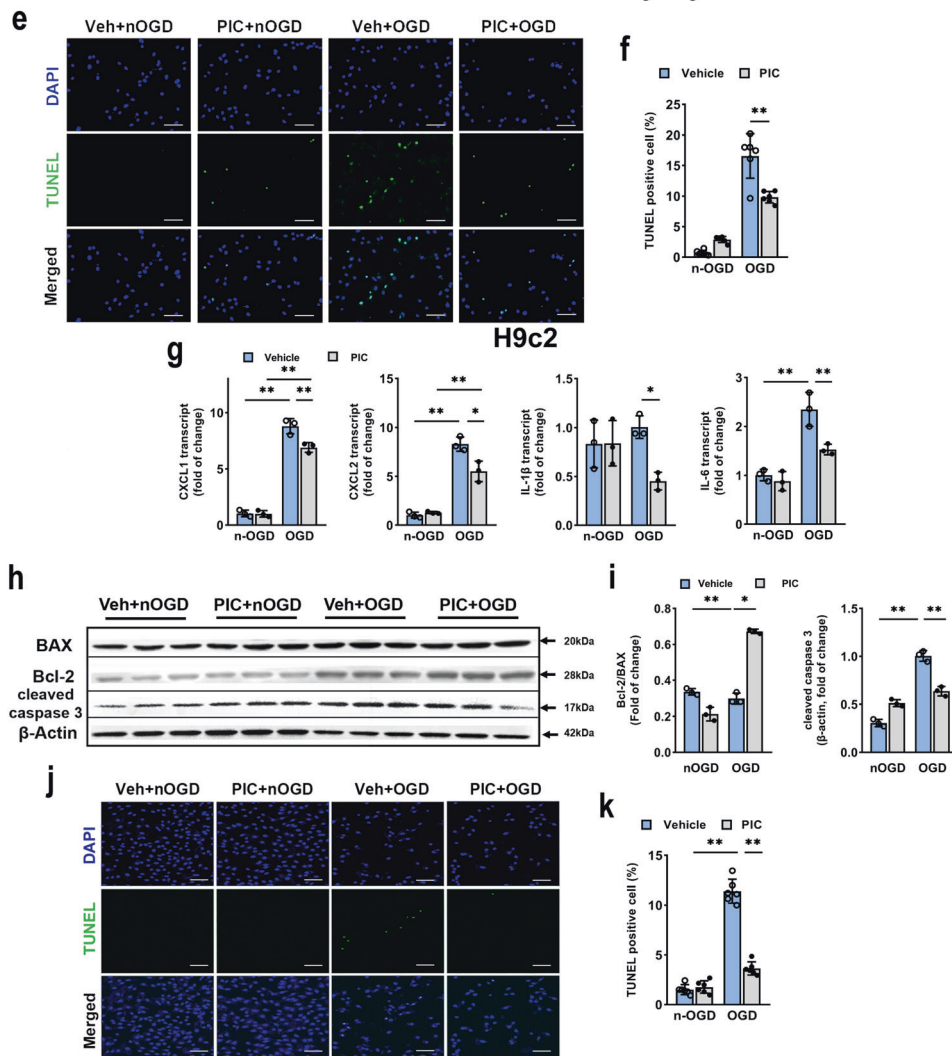 e
Veh+nOGD PIC+nOGD Veh+OGD PIC+OGD
DAPI
TUNEL
Merged
f
Vehicle PIC
TUNEL positive cell (%)
25
20
15
10
5
0
**
n-OGD OGD
H9c2
g
Vehicle PIC
CXCL1 transcript
(fold of change)
10
5
0
**
** **
n-OGD OGD
CXCL2 transcript
(fold of change)
15
10
5
0
**
** *
n-OGD OGD
IL-1β transcript
(fold of change)
1.5
1.0
0.5
0.0
*
n-OGD OGD
IL-6 transcript
(fold of change)
3
2
1
0
** **
n-OGD OGD
h
Veh+nOGD PIC+nOGD Veh+OGD PIC+OGD
BAX 20kDa
Bcl-2 28kDa
cleaved
caspase 3 17kDa
β-Actin 42kDa
i
Vehicle PIC
Bcl-2/BAX
(Fold of change)
0.8
0.6
0.4
0.2
0.0
** *
nOGD OGD
cleaved caspase 3
(β-actin, fold of change)
1.5
1.0
0.5
0.0
** **
nOGD OGD
j
Veh+nOGD PIC+nOGD Veh+OGD PIC+OGD
DAPI
TUNEL
Merged
k
Vehicle PIC
TUNEL positive cell (%)
15
10
5
0
** **
n-OGD OGD